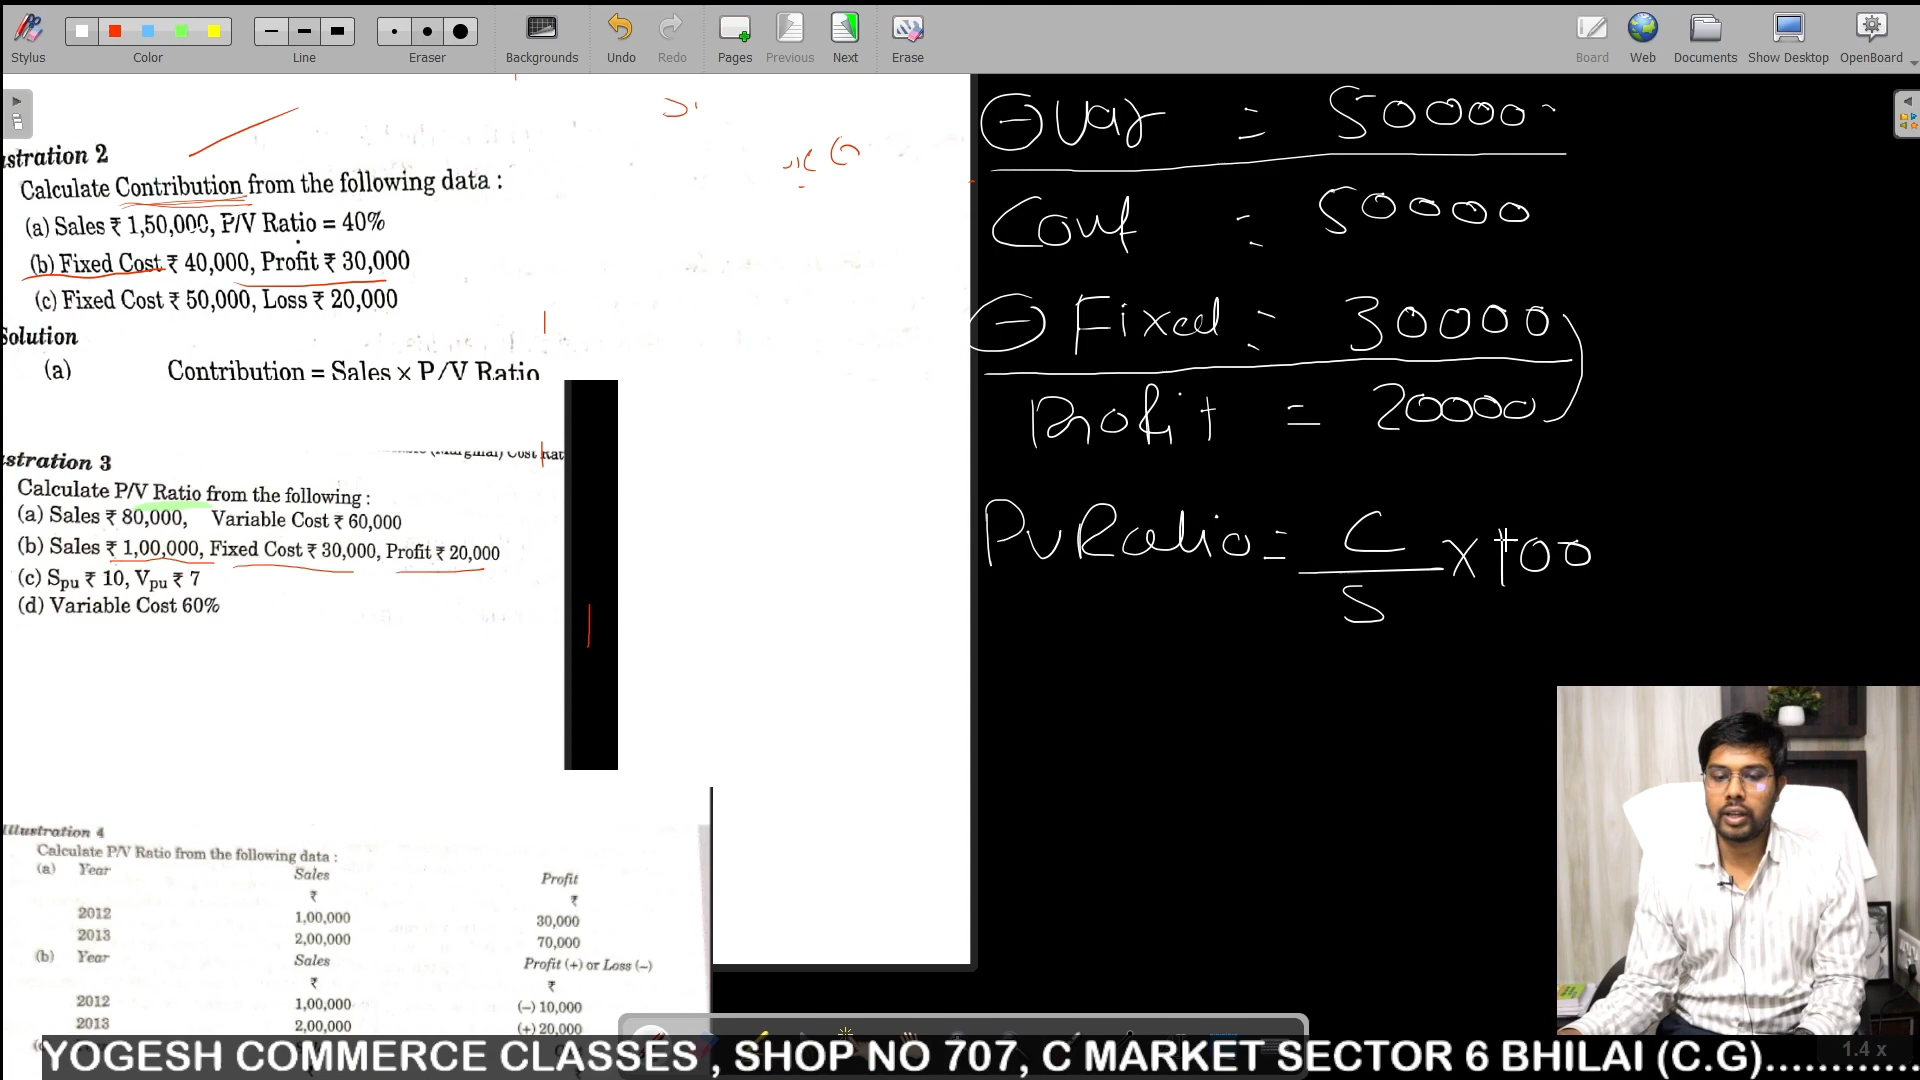 Stylus Color Line Eraser Backgrounds Undo Redo Pages Previous Next Erase Board Web Documents Show Desktop OpenBoard
stration 2
Calculate Contribution from the following data :
(a) Sales ₹ 1,50,000, P/V Ratio = 40%
(b) Fixed Cost ₹ 40,000, Profit ₹ 30,000
(c) Fixed Cost ₹ 50,000, Loss ₹ 20,000
Solution
(a) Contribution = Sales × P/V Ratio
(Marginal) Cost Rat
stration 3
Calculate P/V Ratio from the following :
(a) Sales ₹ 80,000, Variable Cost ₹ 60,000
(b) Sales ₹ 1,00,000, Fixed Cost ₹ 30,000, Profit ₹ 20,000
(c) Spu ₹ 10, Vpu ₹ 7
(d) Variable Cost 60%
Illustration 4
Calculate P/V Ratio from the following data :
(a) Year Sales Profit
₹ ₹
2012 1,00,000 30,000
2013 2,00,000 70,000
(b) Year Sales Profit (+) or Loss (–)
₹ ₹
2012 1,00,000 (–) 10,000
2013 2,00,000 (+) 20,000
⊖ Var = 50000
Cont : 50000
⊖ Fixed : 30000
Profit = 20000
PV Ratio = C
S × 100
YOGESH COMMERCE CLASSES , SHOP NO 707, C MARKET SECTOR 6 BHILAI (C.G)............
1.4 x